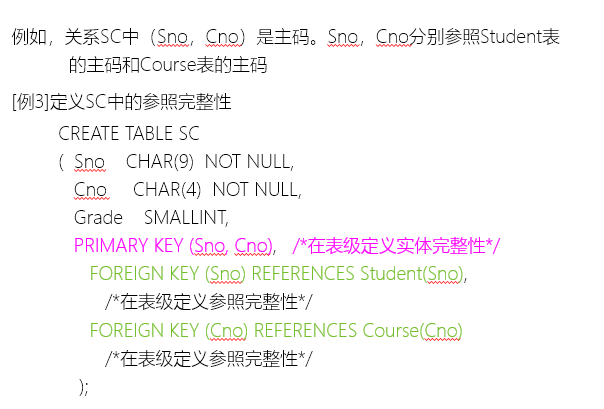 例如，关系SC中（Sno，Cno）是主码。Sno，Cno分别参照Student表
的主码和Course表的主码
[例3]定义SC中的参照完整性
CREATE TABLE SC
( Sno CHAR(9) NOT NULL,
Cno CHAR(4) NOT NULL,
Grade SMALLINT,
PRIMARY KEY (Sno, Cno), /*在表级定义实体完整性*/
FOREIGN KEY (Sno) REFERENCES Student(Sno),
/*在表级定义参照完整性*/
FOREIGN KEY (Cno) REFERENCES Course(Cno)
/*在表级定义参照完整性*/
);